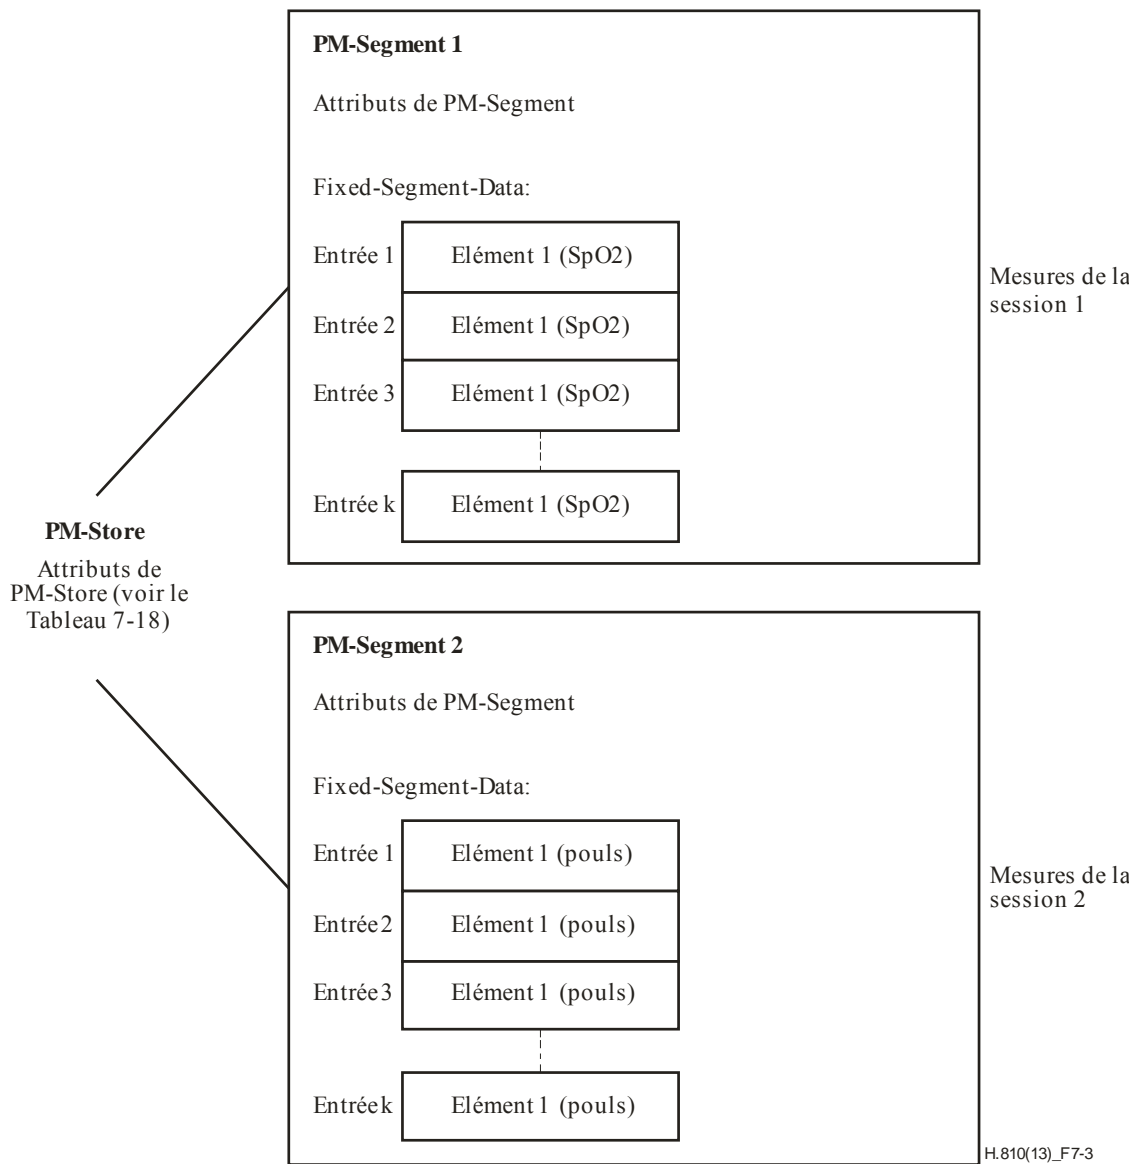 PM-Segment 1
Attributs de PM-Segment
Fixed-Segment-Data:
Entrée 1 Elément 1 (SpO2)
Entrée 2 Elément 1 (SpO2)
Entrée 3 Elément 1 (SpO2)
Entrée k Elément 1 (SpO2)
Mesures de la
session 1
PM-Store
Attributs de
PM-Store (voir le
Tableau 7-18)
PM-Segment 2
Attributs de PM-Segment
Fixed-Segment-Data:
Entrée 1 Elément 1 (pouls)
Entrée 2 Elément 1 (pouls)
Entrée 3 Elément 1 (pouls)
Entrée k Elément 1 (pouls)
Mesures de la
session 2
H.810(13)_F7-3